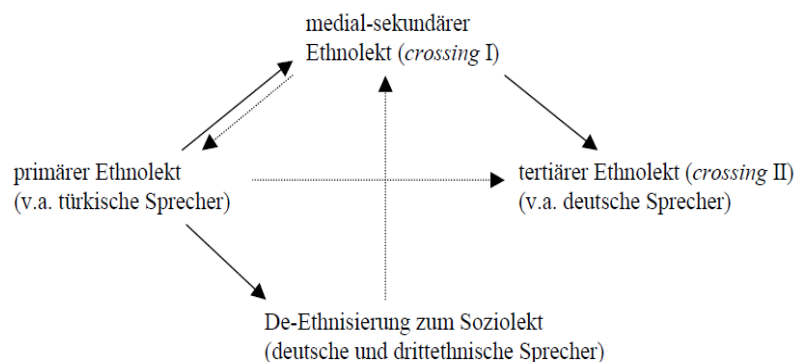 medial-sekundärer
Ethnolekt (crossing I)
primärer Ethnolekt
(v.a. türkische Sprecher)
tertiärer Ethnolekt (crossing II)
(v.a. deutsche Sprecher)
De-Ethnisierung zum Soziolekt
(deutsche und drittethnische Sprecher)